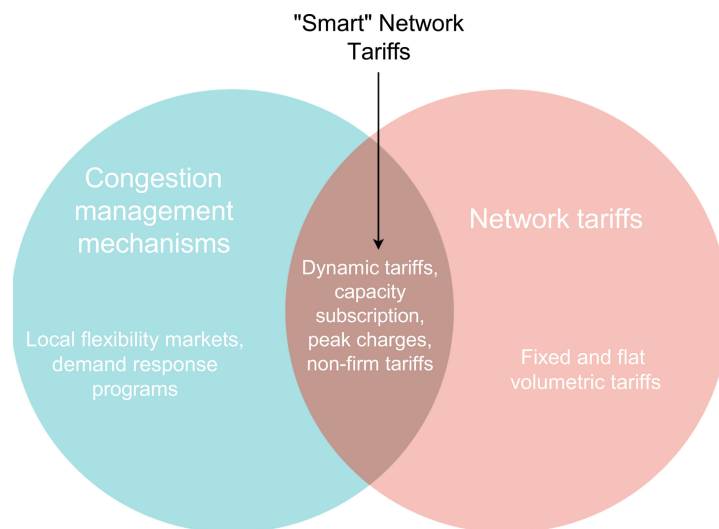 "Smart" Network
Tariffs
Congestion
management
mechanisms
Network tariffs
Dynamic tariffs,
capacity
subscription,
peak charges,
non-firm tariffs
Local flexibility markets,
demand response
programs
Fixed and flat
volumetric tariffs